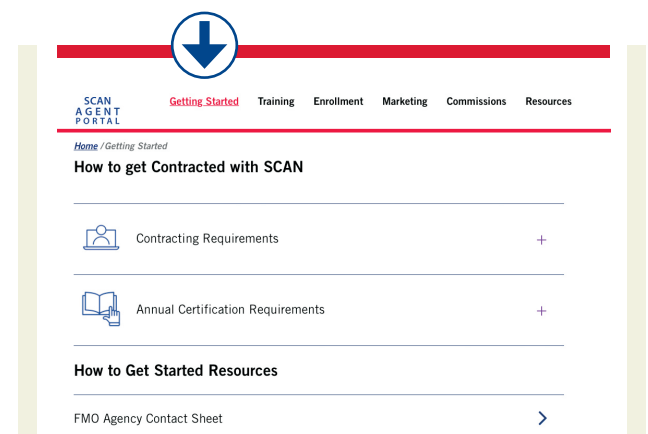 SCAN
AGENT
PORTAL
Getting Started Training Enrollment Marketing Commissions Resources
Home / Getting Started
How to get Contracted with SCAN
Contracting Requirements
Annual Certification Requirements
How to Get Started Resources
FMO Agency Contact Sheet